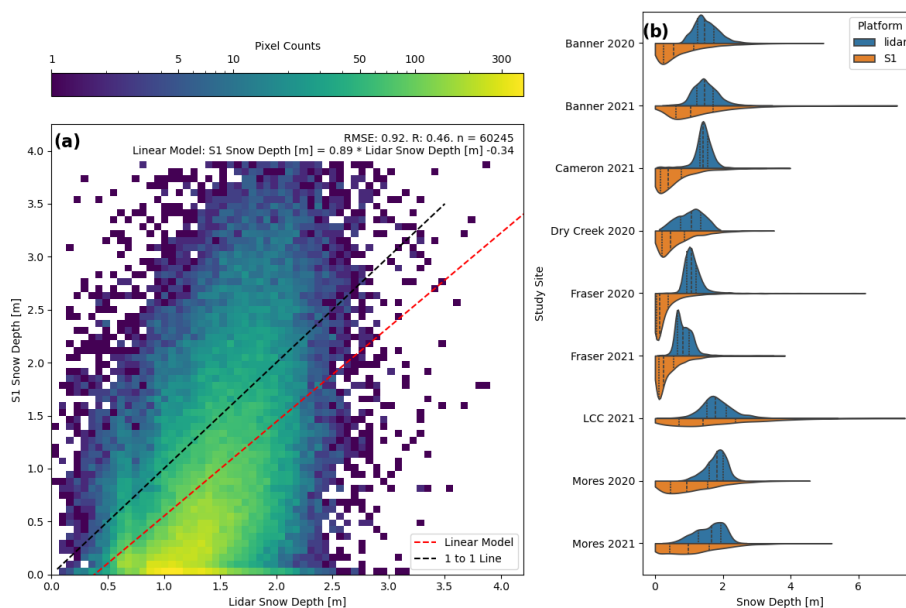 Pixel Counts
1 5 10 50 100 300
(a)
RMSE: 0.92. R: 0.46. n = 60245
Linear Model: S1 Snow Depth [m] = 0.89 * Lidar Snow Depth [m] -0.34
4.0
3.5
3.0
2.5
2.0
1.5
1.0
0.5
0.0
S1 Snow Depth [m]
Linear Model
1 to 1 Line
0.0 0.5 1.0 1.5 2.0 2.5 3.0 3.5 4.0
Lidar Snow Depth [m]
(b)
Platform
lidar
S1
Study Site
Banner 2020
Banner 2021
Cameron 2021
Dry Creek 2020
Fraser 2020
Fraser 2021
LCC 2021
Mores 2020
Mores 2021
0 2 4 6
Snow Depth [m]